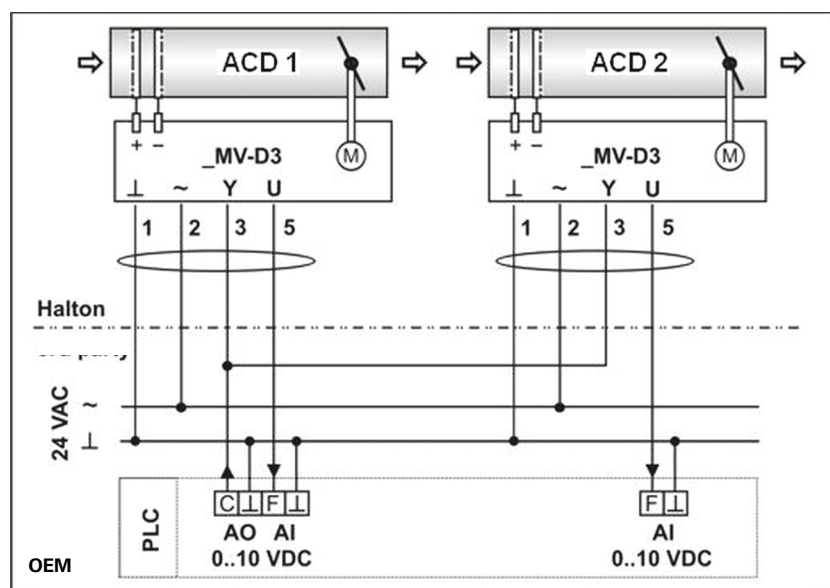 ACD 1 ACD 2
+ − + −
_MV-D3 M _MV-D3 M
⊥ ~ Y U ⊥ ~ Y U
1 2 3 5 1 2 3 5
Halton
24 VAC ~
⊥
C ⊥ F ⊥ F ⊥
PLC
AO AI AI
0..10 VDC 0..10 VDC
OEM